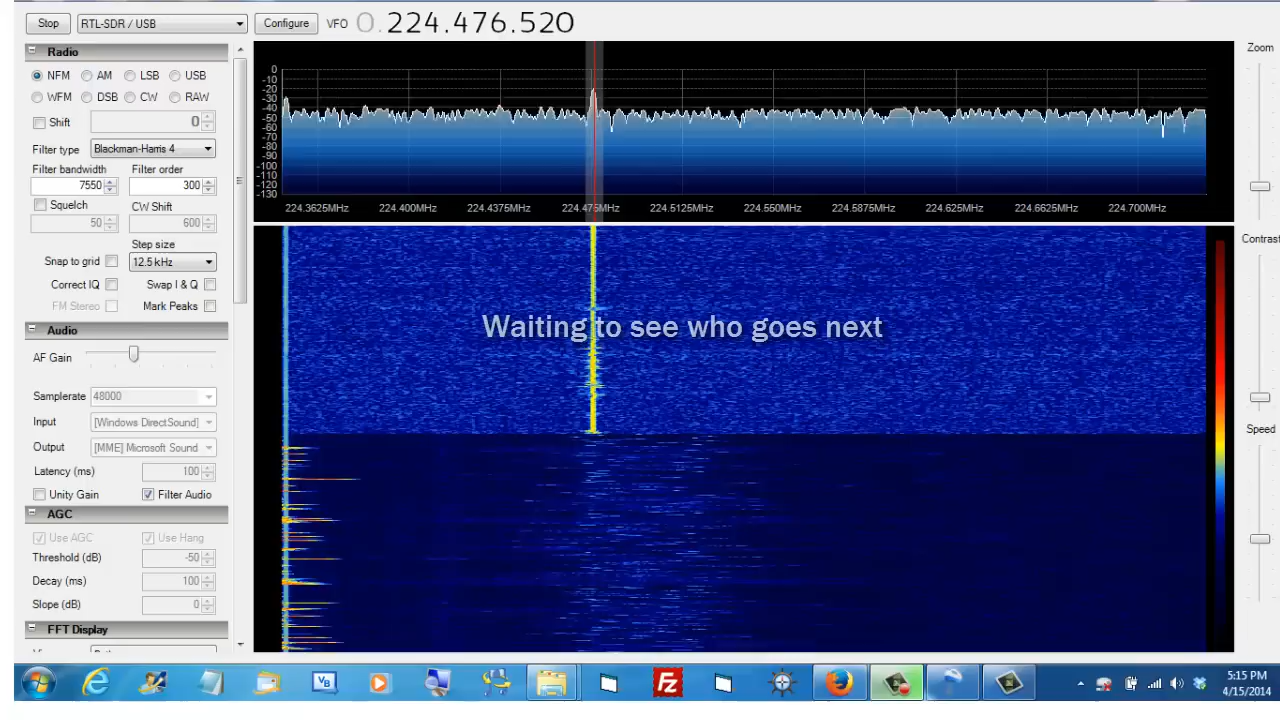 Stop RTL-SDR / USB Configure VFO 0.224.476.520
Radio
NFM AM LSB USB
WFM DSB CW RAW
Shift 0
Filter type Blackman-Harris 4
Filter bandwidth Filter order
7550 300
Squelch CW Shift
50 600
Step size
Snap to grid 12.5 kHz
Correct IQ Swap I & Q
FM Stereo Mark Peaks
Audio
AF Gain
Samplerate 48000
Input [Windows DirectSound]
Output [MME] Microsoft Sound
Latency (ms) 100
Unity Gain Filter Audio
AGC
Use AGC Use Hang
Threshold (dB) -50
Decay (ms) 100
Slope (dB) 0
FFT Display
0
-10
-20
-30
-40
-50
-60
-70
-80
-90
-100
-110
-120
-130
224.3625MHz 224.400MHz 224.4375MHz 224.475MHz 224.5125MHz 224.550MHz 224.5875MHz 224.625MHz 224.6625MHz 224.700MHz
Waiting to see who goes next
Zoom
Contrast
Speed
VB
Fz
5:15 PM
4/15/2014